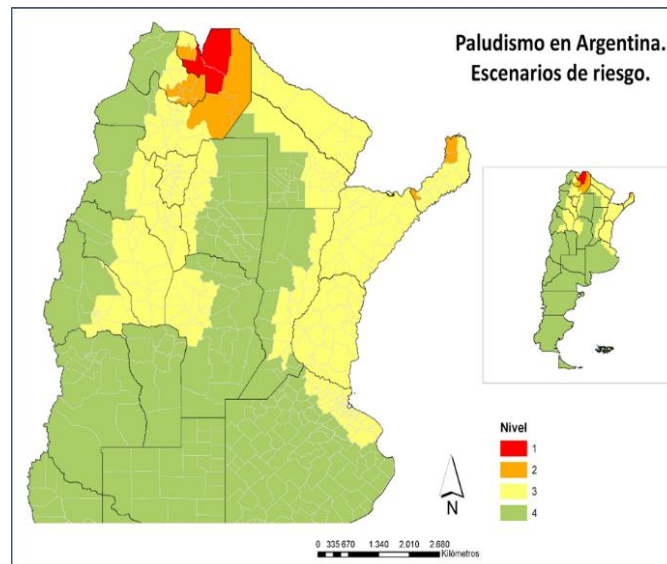 Paludismo en Argentina.
Escenarios de riesgo.
Nivel
1
2
3
4
N
0 335 670 1.340 2.010 2.680
Kilómetros